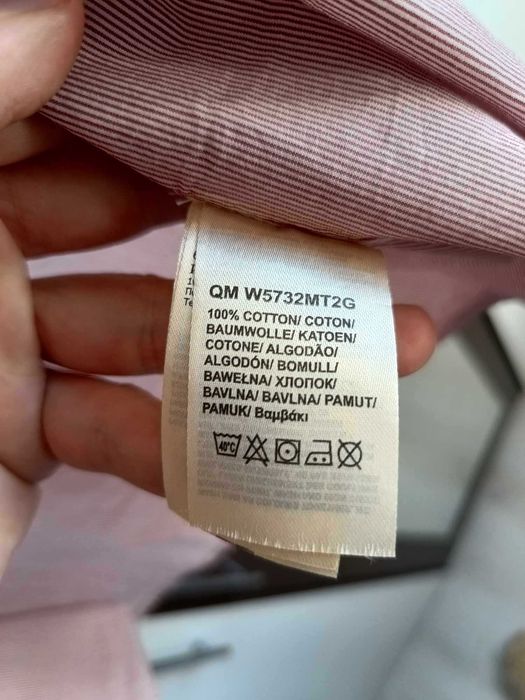 QM W5732MT2G
100% COTTON/ COTON/
BAUMWOLLE/ KATOEN/
COTONE/ ALGODÃO/
ALGODÓN/ BOMULL/
BAWEŁNA/ ХЛОПОК/
BAVLNA/ BAVLNA/ PAMUT/
PAMUK/ Βαμβάκι
40°C